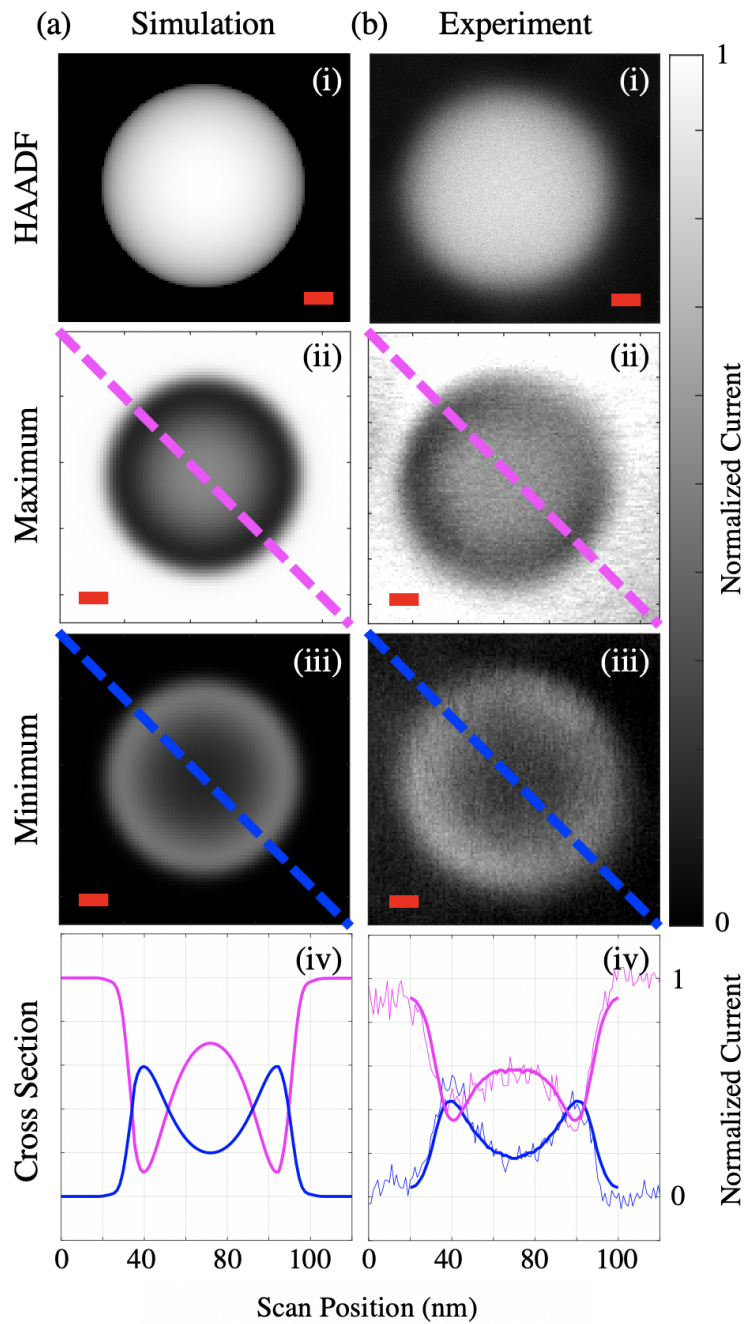 (a) Simulation (b) Experiment
HAADF
(i) (i)
1
Maximum
(ii) (ii)
Normalized Current
Minimum
(iii) (iii)
0
Cross Section
(iv) (iv)
1
0
Normalized Current
0 40 80 100 0 40 80 100
Scan Position (nm)